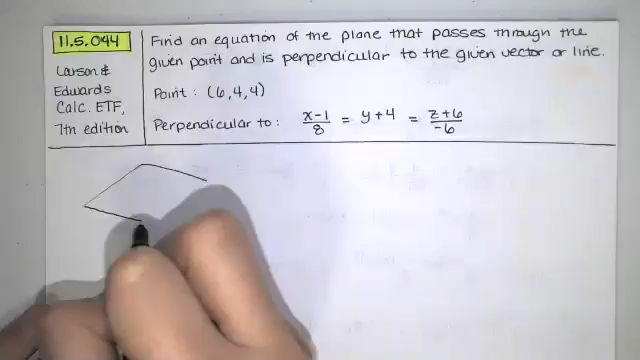 11.5.044
Larson &
Edwards
Calc. ETF,
7th edition
Find an equation of the plane that passes through the
given point and is perpendicular to the given vector or line.
Point: (6,4,4)
Perpendicular to: x-1/8 = y+4 = z+6/-6